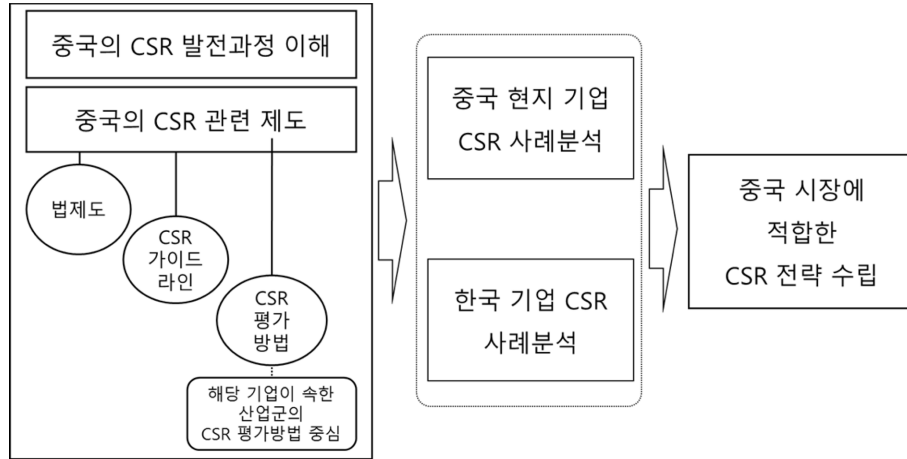 중국의 CSR 발전과정 이해
중국의 CSR 관련 제도
법제도
CSR
가이드
라인
CSR
평가
방법
해당 기업이 속한
산업군의
CSR 평가방법 중심
중국 현지 기업
CSR 사례분석
한국 기업 CSR
사례분석
중국 시장에
적합한
CSR 전략 수립